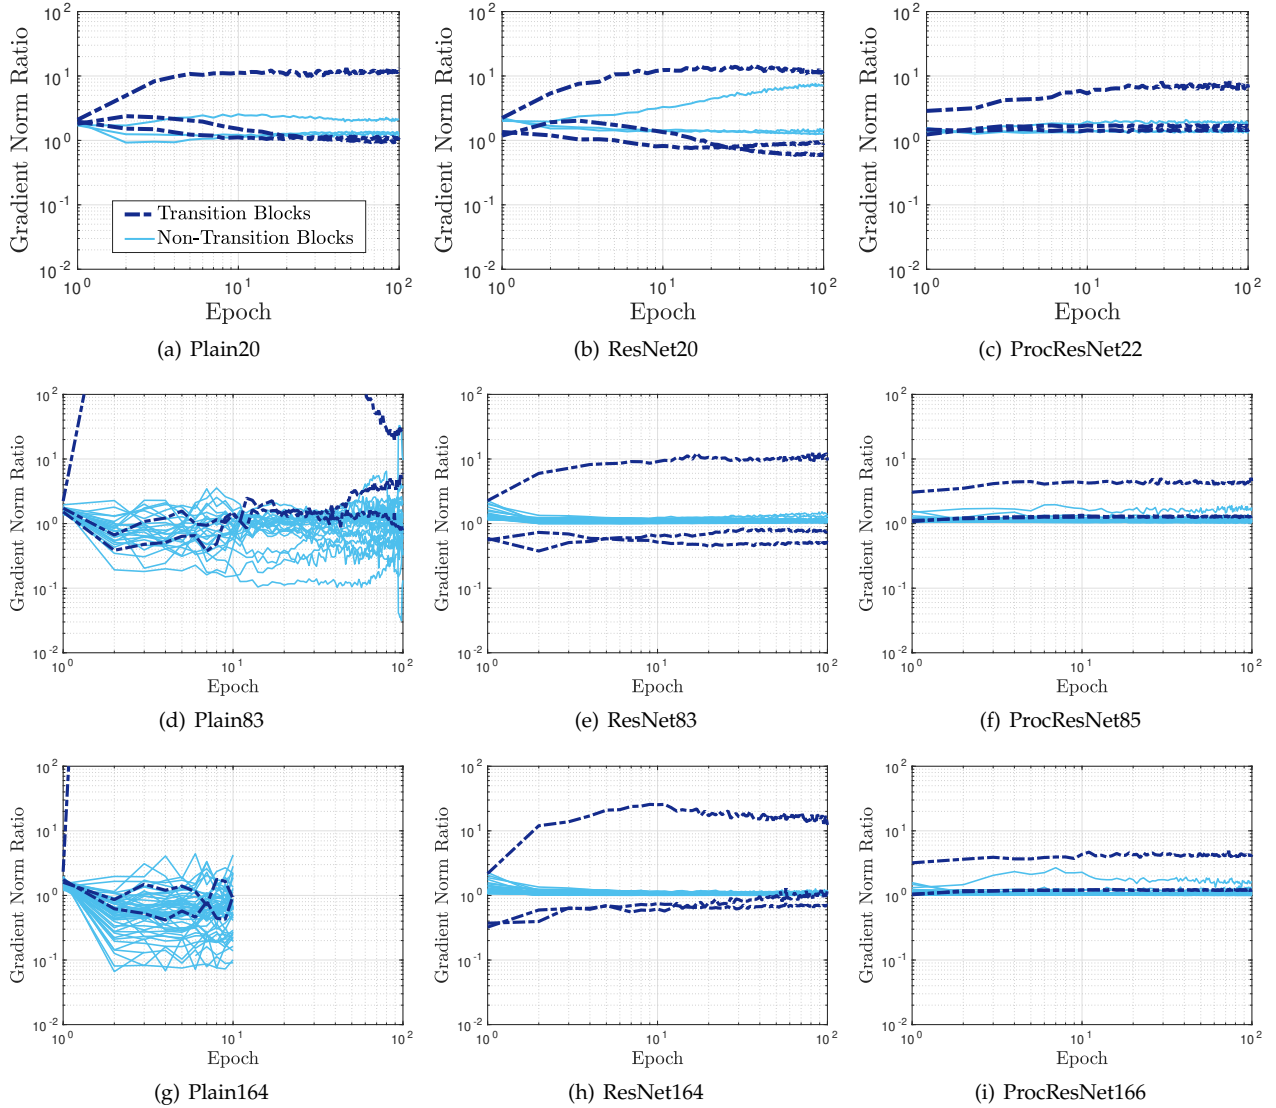 Gradient Norm Ratio
10^2
10^1
10^0
10^-1
10^-2
Transition Blocks
Non-Transition Blocks
10^0 10^1 10^2
Epoch
(a) Plain20
Gradient Norm Ratio
10^2
10^1
10^0
10^-1
10^-2
10^0 10^1 10^2
Epoch
(b) ResNet20
Gradient Norm Ratio
10^2
10^1
10^0
10^-1
10^-2
10^0 10^1 10^2
Epoch
(c) ProcResNet22
Gradient Norm Ratio
10^2
10^1
10^0
10^-1
10^-2
10^0 10^1 10^2
Epoch
(d) Plain83
Gradient Norm Ratio
10^2
10^1
10^0
10^-1
10^-2
10^0 10^1 10^2
Epoch
(e) ResNet83
Gradient Norm Ratio
10^2
10^1
10^0
10^-1
10^-2
10^0 10^1 10^2
Epoch
(f) ProcResNet85
Gradient Norm Ratio
10^2
10^1
10^0
10^-1
10^-2
10^0 10^1 10^2
Epoch
(g) Plain164
Gradient Norm Ratio
10^2
10^1
10^0
10^-1
10^-2
10^0 10^1 10^2
Epoch
(h) ResNet164
Gradient Norm Ratio
10^2
10^1
10^0
10^-1
10^-2
10^0 10^1 10^2
Epoch
(i) ProcResNet166